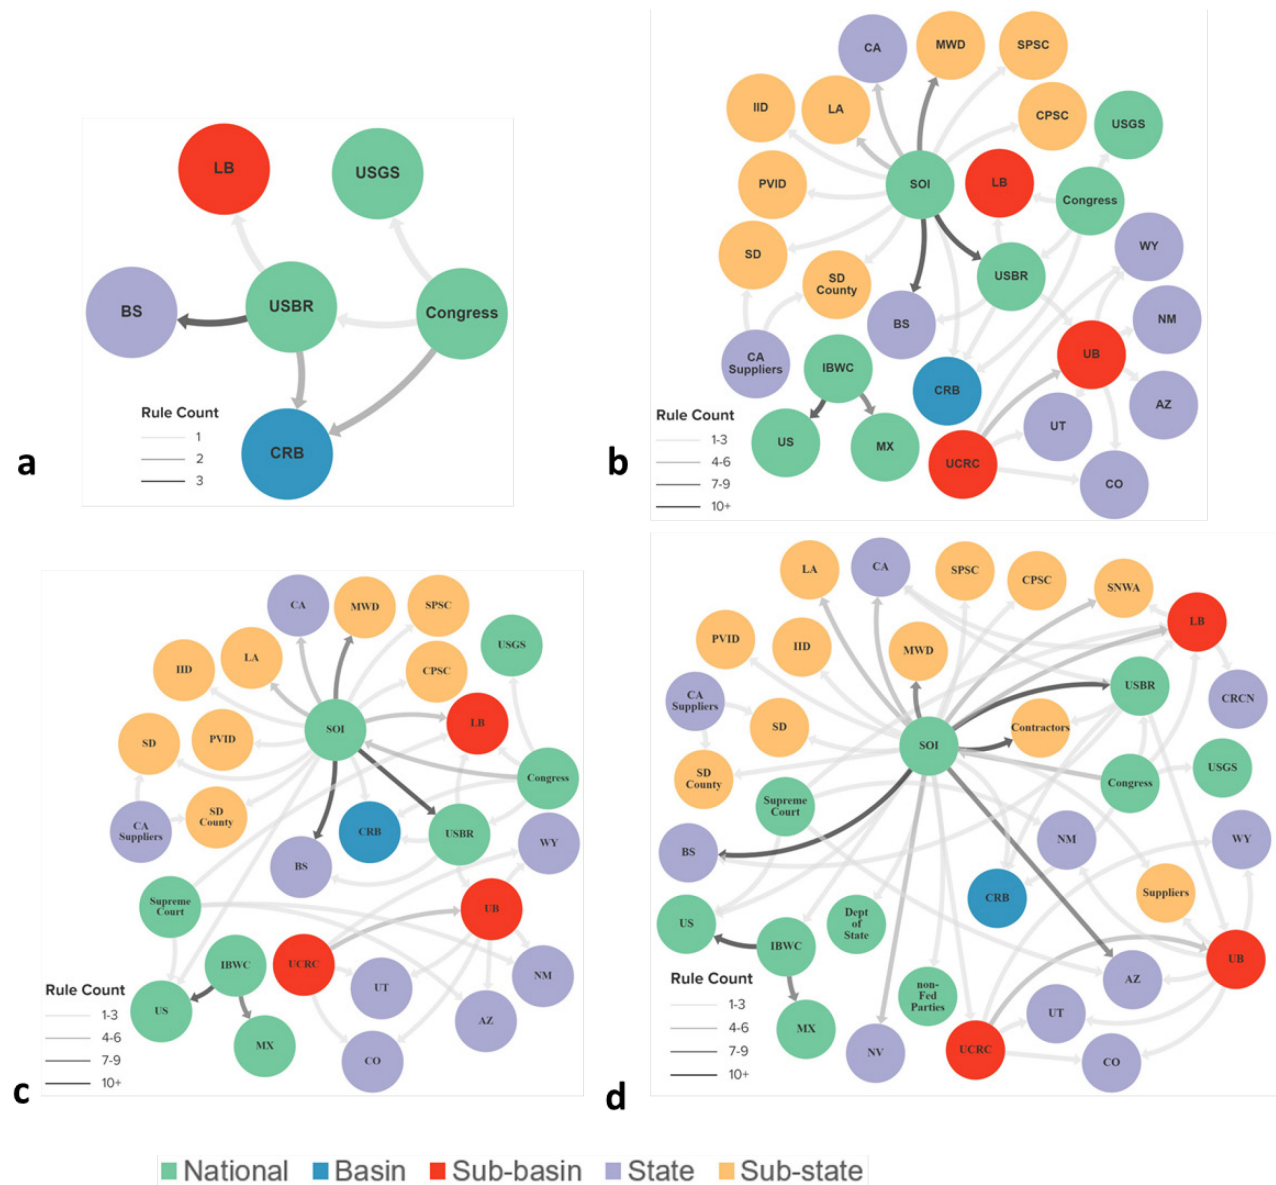 LB
USGS
BS
USBR
Congress
CRB
Rule Count
1
2
3
a
CA
MWD
SPSC
IID
LA
CPSC
USGS
PVID
SOI
LB
Congress
SD
SD
County
USBR
WY
BS
NM
CA
Suppliers
IBWC
UB
CRB
AZ
US
MX
UT
UCRC
CO
Rule Count
1-3
4-6
7-9
10+
b
CA
MWD
SPSC
USGS
IID
LA
CPSC
SOI
LB
SD
PVID
Congress
CA
Suppliers
SD
County
CRB
USBR
WY
BS
Supreme
Court
UB
IBWC
UCRC
NM
UT
US
AZ
MX
CO
Rule Count
1-3
4-6
7-9
10+
c
LA
CA
SPSC
CPSC
SNWA
LB
PVID
IID
MWD
USBR
CRCN
CA
Suppliers
SD
SOI
Contractors
SD
County
Supreme
Court
Congress
USGS
BS
NM
WY
CRB
Suppliers
US
Dept
of
State
IBWC
UB
AZ
non-
Fed
Parties
MX
UT
NV
UCRC
CO
Rule Count
1-3
4-6
7-9
10+
d
National Basin Sub-basin State Sub-state